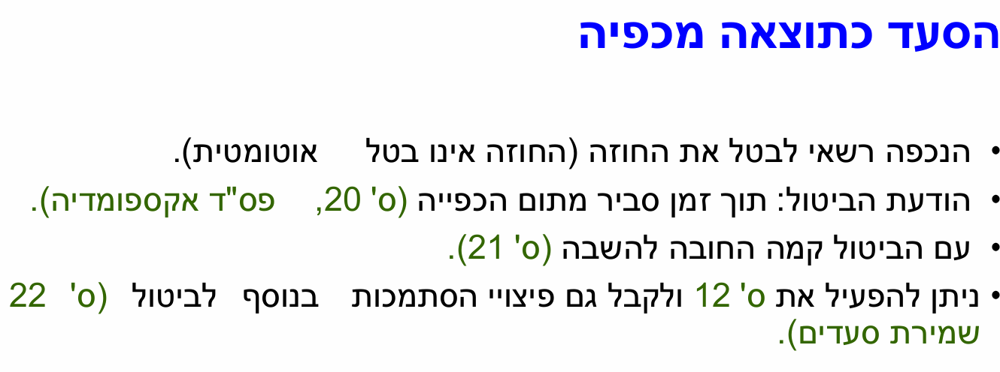 הסעד כתוצאה מכפיה
• הנכפה רשאי לבטל את החוזה (החוזה אינו בטל אוטומטית).
• הודעת הביטול: תוך זמן סביר מתום הכפייה (ס' 20, פס"ד אקספומדיה).
• עם הביטול קמה החובה להשבה (ס' 21).
• ניתן להפעיל את ס' 12 ולקבל גם פיצויי הסתמכות בנוסף לביטול (ס' 22
שמירת סעדים).